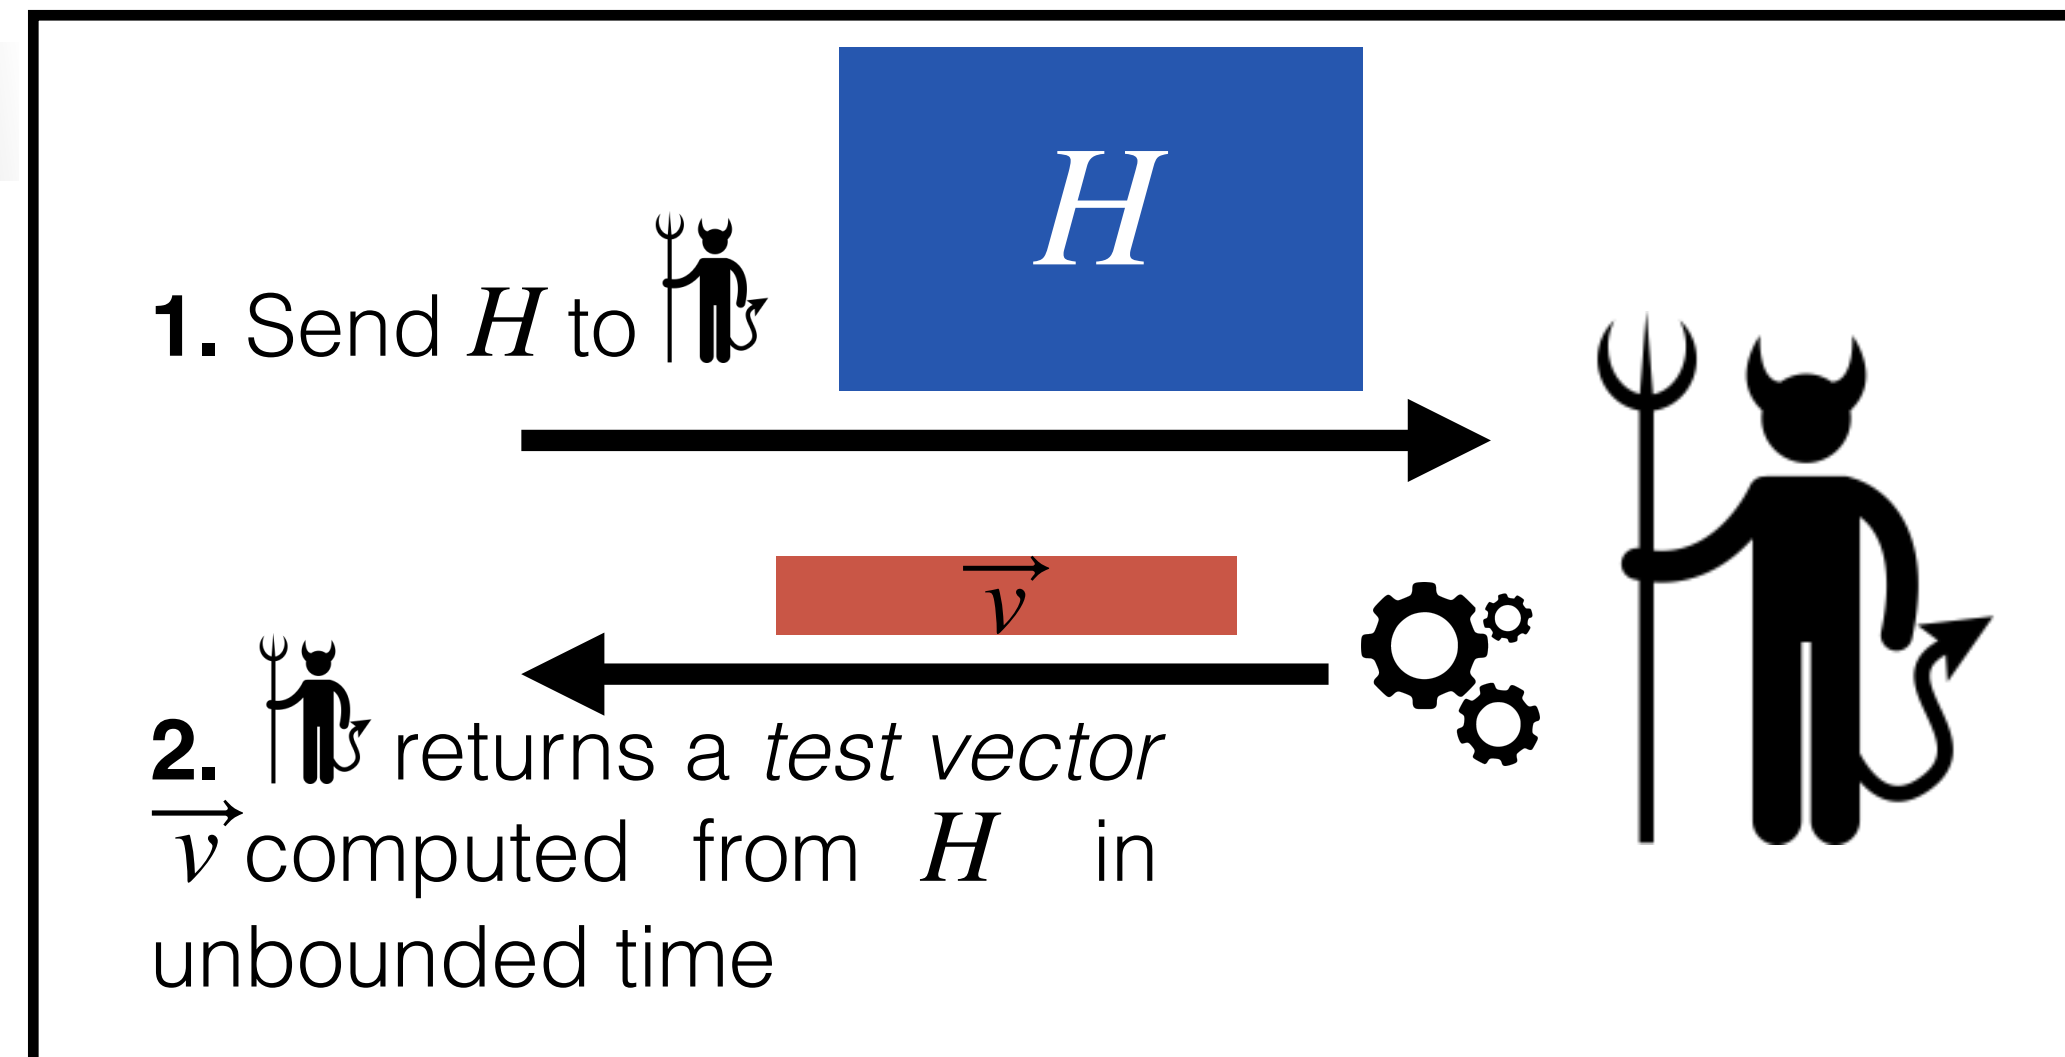 H
1. Send H to
v
2. returns a test vector
v computed from H in
unbounded time